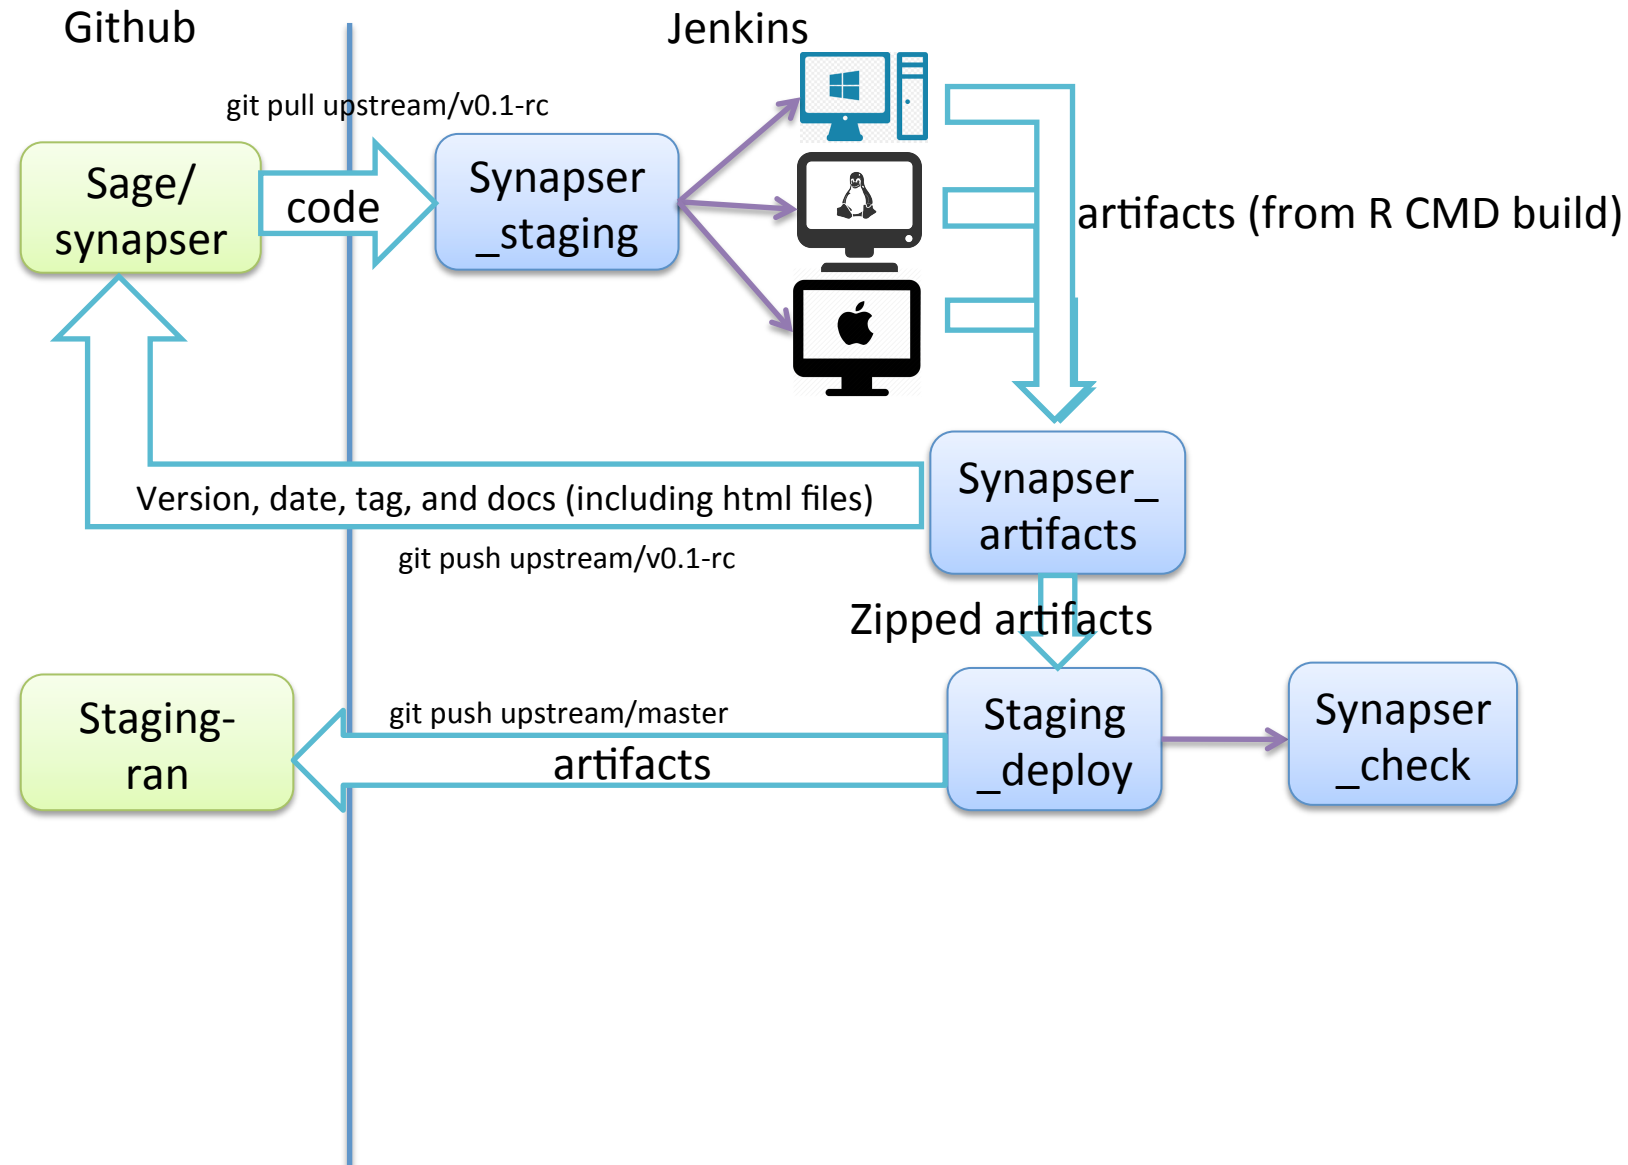 Github
Jenkins
git pull upstream/v0.1-rc
Sage/
synapser
code
Synapser
_staging
artifacts (from R CMD build)
Synapser_
artifacts
Version, date, tag, and docs (including html files)
git push upstream/v0.1-rc
Zipped artifacts
Staging-
ran
git push upstream/master
artifacts
Staging
_deploy
Synapser
_check